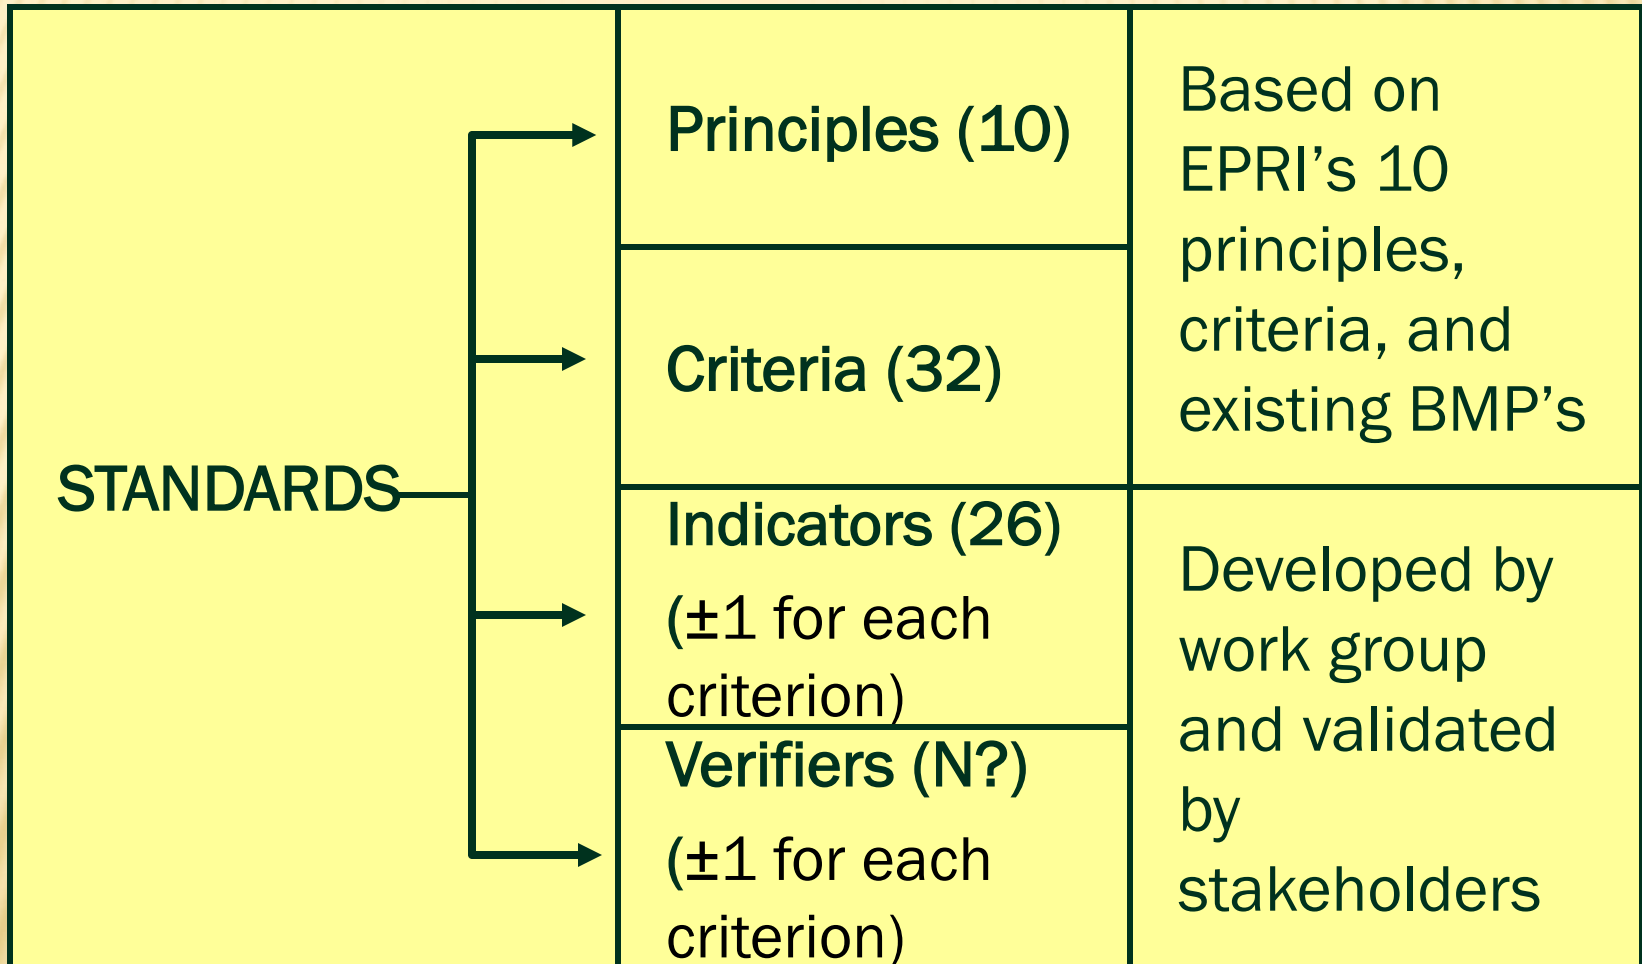 STANDARDS
Principles (10)
Criteria (32)
Indicators (26)
(±1 for each
criterion)
Verifiers (N?)
(±1 for each
criterion)
Based on
EPRI’s 10
principles,
criteria, and
existing BMP’s
Developed by
work group
and validated
by
stakeholders